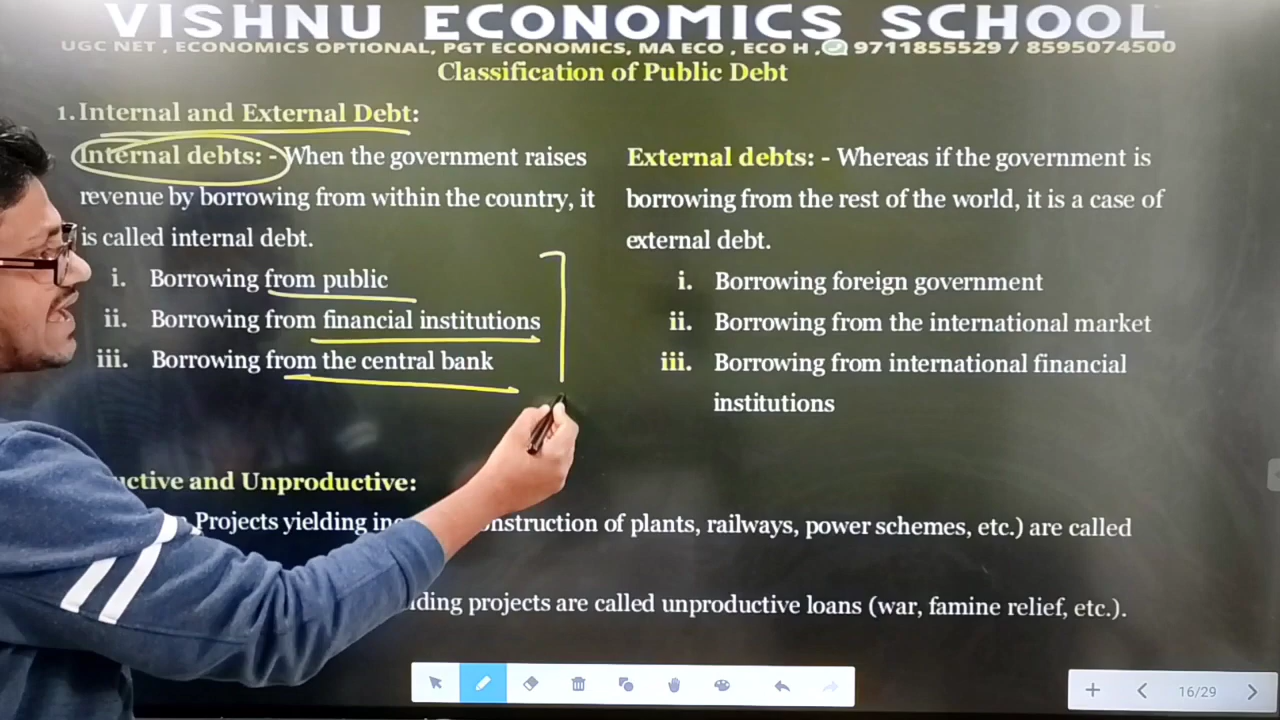 VISHNU ECONOMICS SCHOOL
UGC NET , ECONOMICS OPTIONAL, PGT ECONOMICS, MA ECO , ECO H , 9711855529 / 8595074500
Classification of Public Debt
1. Internal and External Debt:
Internal debts: - When the government raises
revenue by borrowing from within the country, it
is called internal debt.
i. Borrowing from public
ii. Borrowing from financial institutions
iii. Borrowing from the central bank
External debts: - Whereas if the government is
borrowing from the rest of the world, it is a case of
external debt.
i. Borrowing foreign government
ii. Borrowing from the international market
iii. Borrowing from international financial
institutions
and Unproductive:
Projects yielding of plants, railways, power schemes, etc.) are called
projects are called unproductive loans (war, famine relief, etc.).
16/29